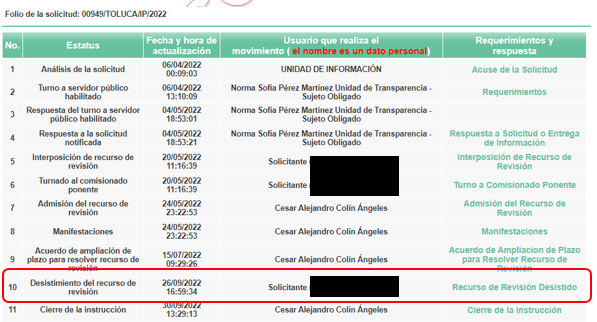 Folio de la solicitud: 00949/TOLUCA/IP/2022
No. Estatus Fecha y hora de actualización Usuario que realiza el movimiento ( el nombre es un dato personal) Requerimientos y respuesta
1 Análisis de la solicitud 06/04/2022 00:09:03 UNIDAD DE INFORMACIÓN Acuse de la Solicitud
2 Turno a servidor público habilitado 06/04/2022 13:10:09 Norma Sofía Pérez Martínez Unidad de Transparencia - Sujeto Obligado Requerimientos
3 Respuesta del turno a servidor público habilitado 04/05/2022 18:53:01 Norma Sofía Pérez Martínez Unidad de Transparencia - Sujeto Obligado
4 Respuesta a la solicitud notificada 04/05/2022 18:53:21 Norma Sofía Pérez Martínez Unidad de Transparencia - Sujeto Obligado Respuesta a Solicitud o Entrega de Información
5 Interposición de recurso de revisión 20/05/2022 11:16:39 Solicitante Interposición de Recurso de Revisión
6 Turnado al comisionado ponente 20/05/2022 11:16:39 Solicitante Turno a Comisionado Ponente
7 Admisión del recurso de revisión 24/05/2022 23:22:53 Cesar Alejandro Colín Ángeles Admisión del Recurso de Revisión
8 Manifestaciones 24/05/2022 23:22:53 Cesar Alejandro Colín Ángeles Manifestaciones
9 Acuerdo de ampliación de plazo para resolver recurso de revisión 15/07/2022 09:29:26 Cesar Alejandro Colín Ángeles Acuerdo de Ampliacion de Plazo para Resolver Recurso de Revisión
10 Desistimiento del recurso de revisión 26/09/2022 16:59:34 Solicitante Recurso de Revisión Desistido
11 Cierre de la instrucción 30/09/2022 13:29:13 Cesar Alejandro Colín Ángeles Cierre de la Instrucción